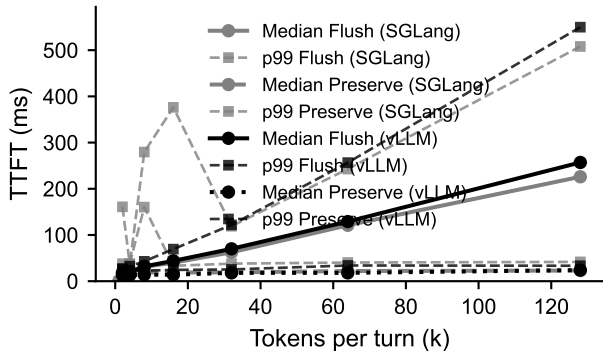 TTFT (ms)
500
400
300
200
100
0
Median Flush (SGLang)
p99 Flush (SGLang)
Median Preserve (SGLang)
p99 Preserve (SGLang)
Median Flush (vLLM)
p99 Flush (vLLM)
Median Preserve (vLLM)
p99 Preserve (vLLM)
0 20 40 60 80 100 120
Tokens per turn (k)